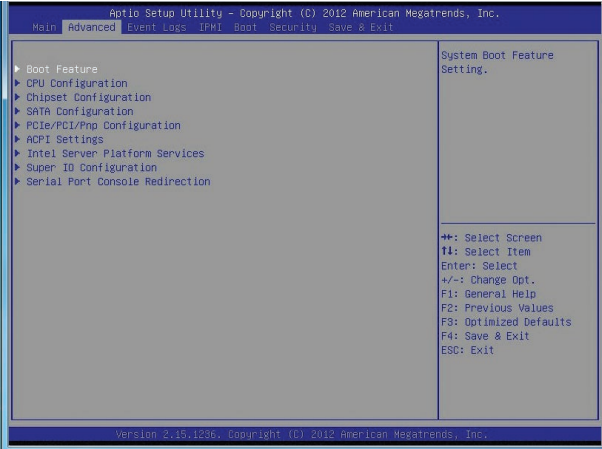 Aptio Setup Utility – Copyright (C) 2012 American Megatrends, Inc.
Main Advanced Event Logs IPMI Boot Security Save & Exit
▶ Boot Feature
▶ CPU Configuration
▶ Chipset Configuration
▶ SATA Configuration
▶ PCIe/PCI/Pnp Configuration
▶ ACPI Settings
▶ Intel Server Platform Services
▶ Super IO Configuration
▶ Serial Port Console Redirection
System Boot Feature
Setting.
→←: Select Screen
↑↓: Select Item
Enter: Select
+/-: Change Opt.
F1: General Help
F2: Previous Values
F3: Optimized Defaults
F4: Save & Exit
ESC: Exit
Version 2.15.1236. Copyright (C) 2012 American Megatrends, Inc.